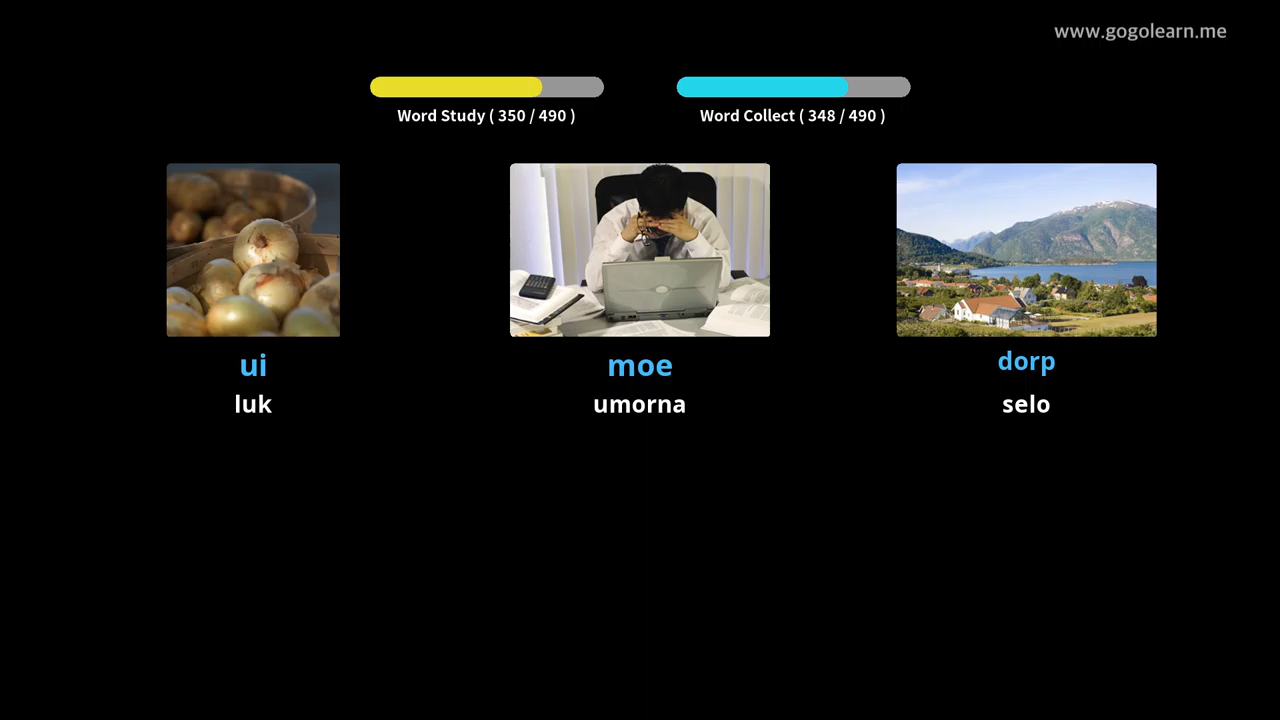 www.gogolearn.me
Word Study ( 350 / 490 )
Word Collect ( 348 / 490 )
ui
luk
moe
umorna
dorp
selo